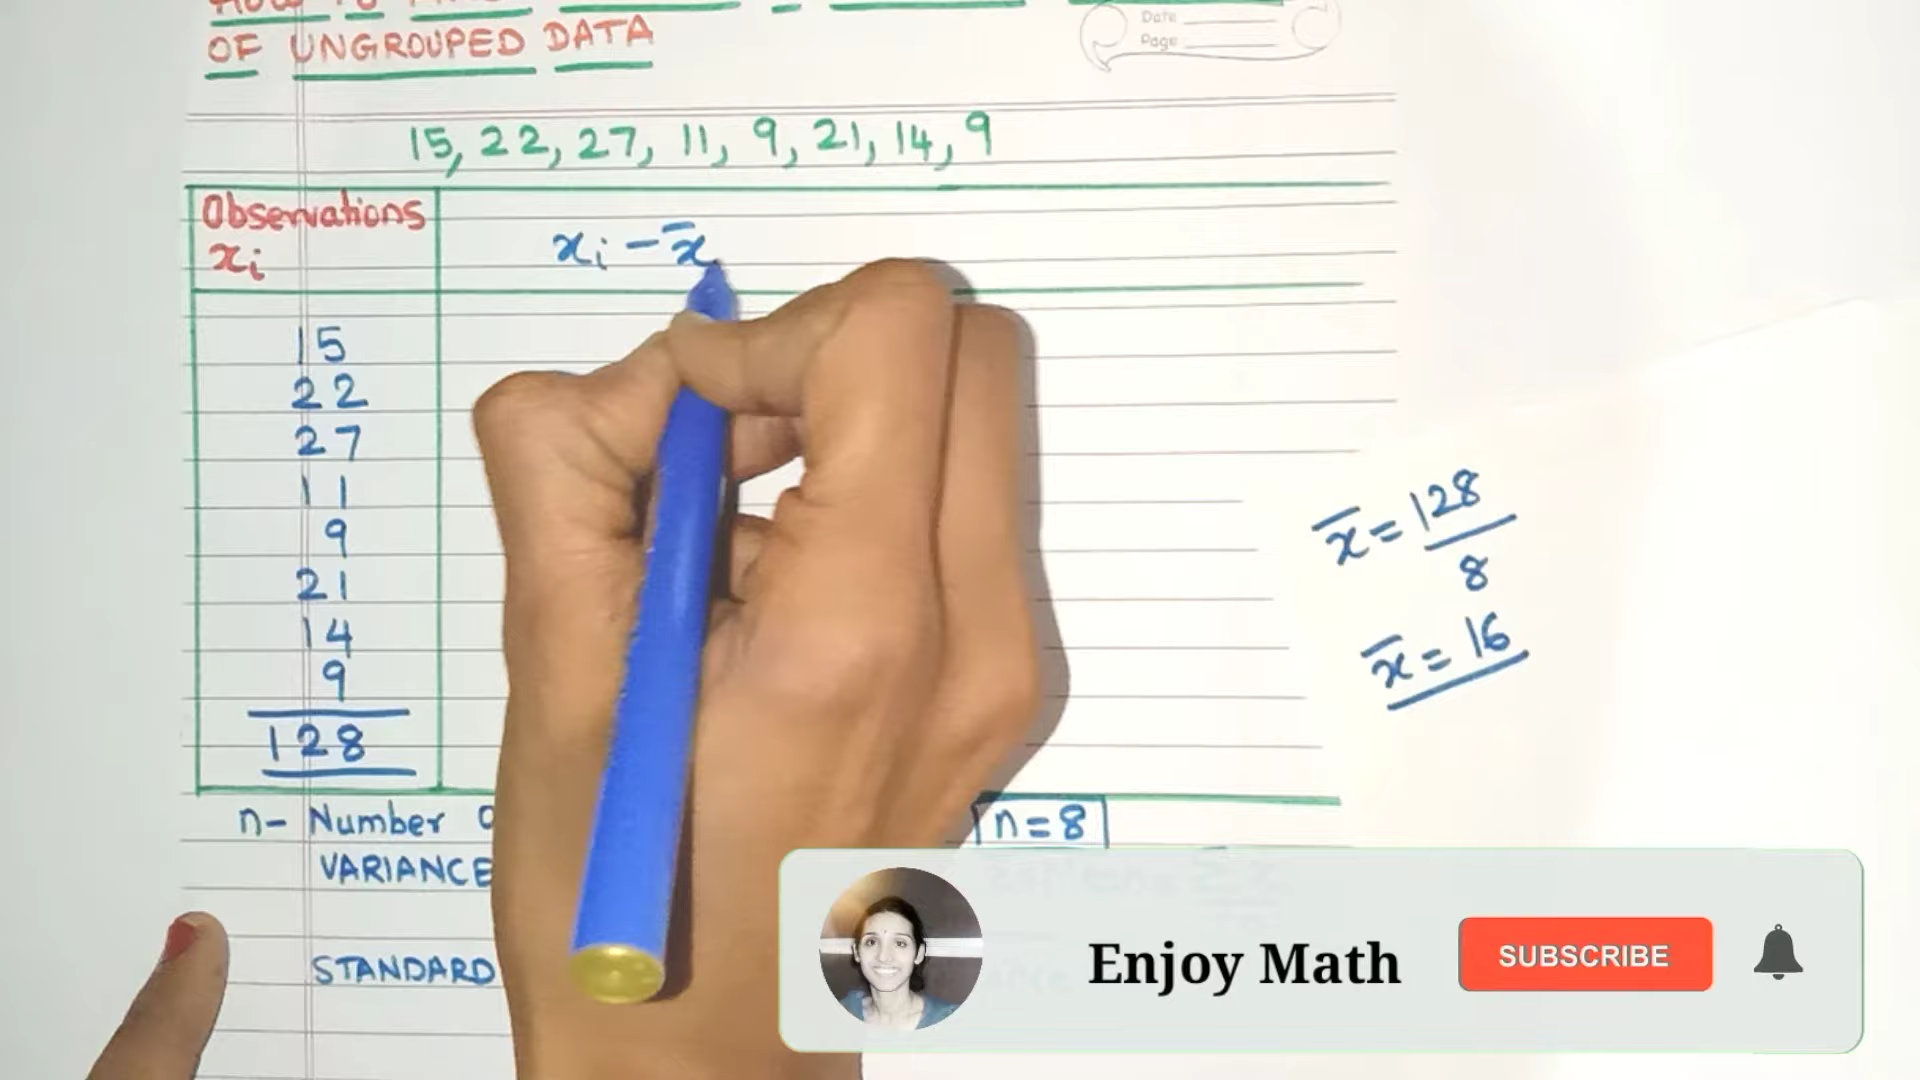 OF UNGROUPED DATA
Date
Page
15, 22, 27, 11, 9, 21, 14, 9
Observations
xi
xi - x̄
15
22
27
11
9
21
14
9
128
x̄ = 128
8
x̄ = 16
n- Number
n = 8
VARIANCE
STANDARD
Enjoy Math
SUBSCRIBE